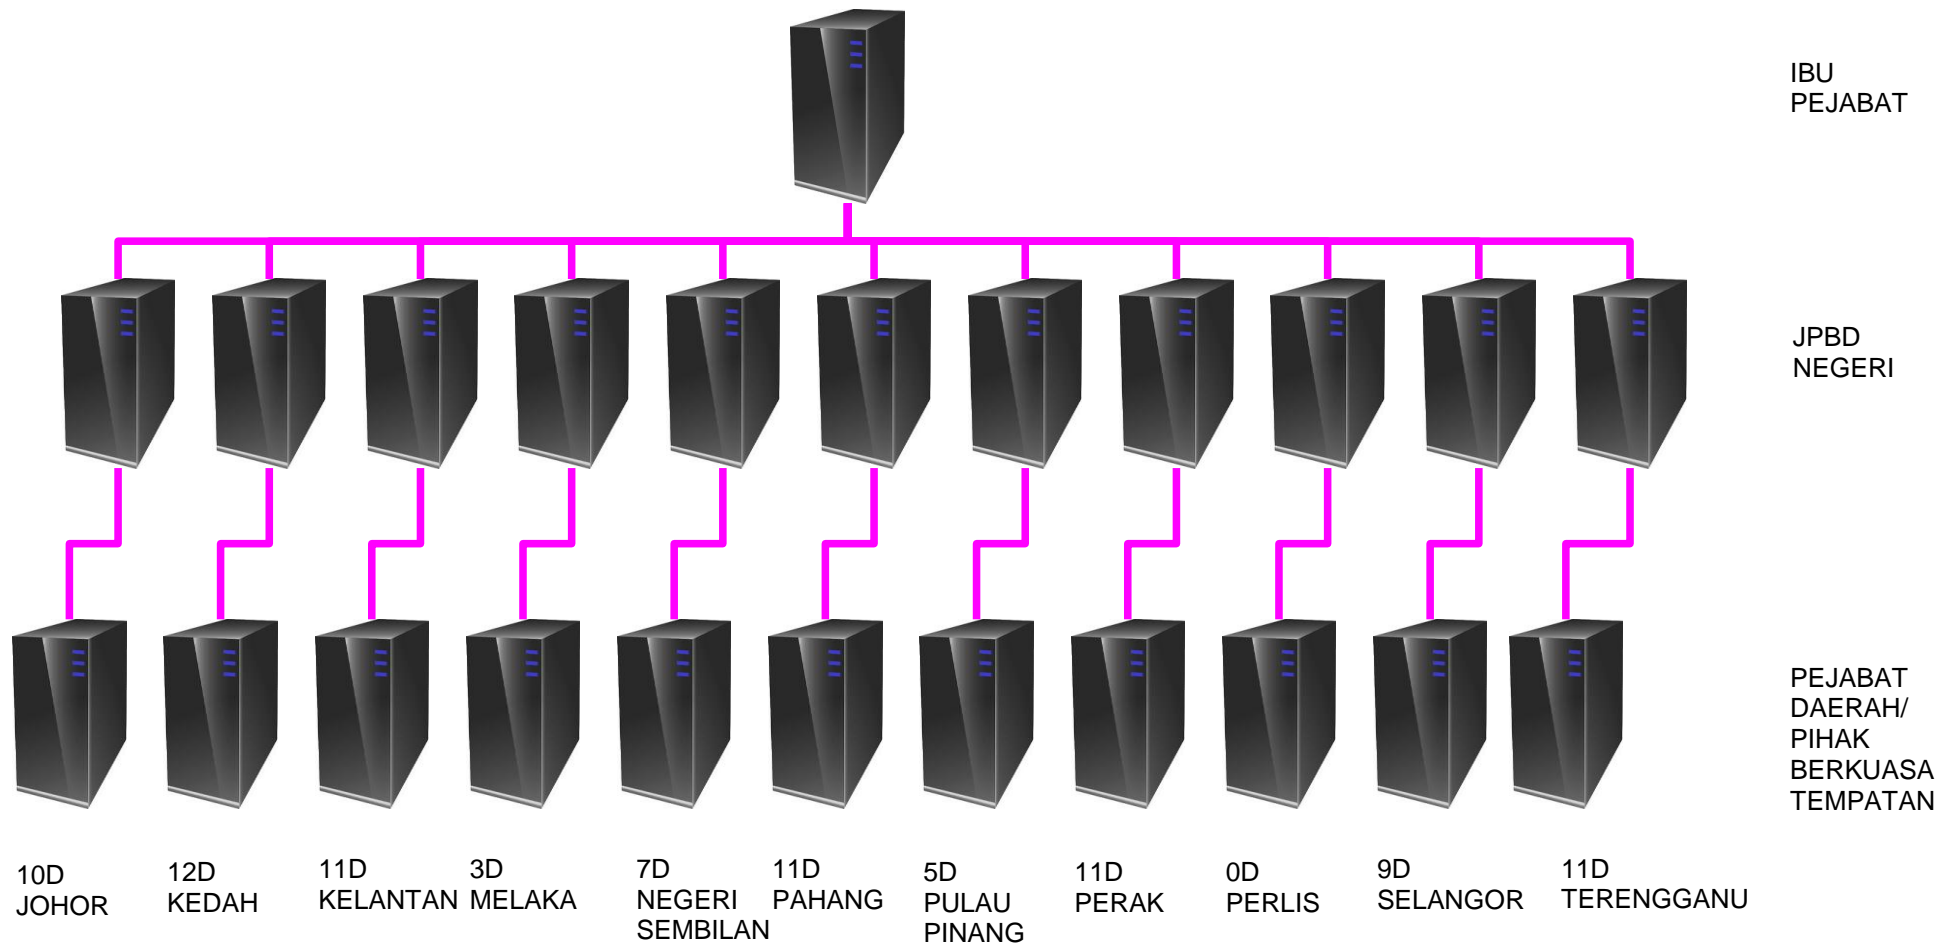 IBU
PEJABAT
JPBD
NEGERI
PEJABAT
DAERAH/
PIHAK
BERKUASA
TEMPATAN
10D
JOHOR
12D
KEDAH
11D
KELANTAN
3D
MELAKA
7D
NEGERI
SEMBILAN
11D
PAHANG
5D
PULAU
PINANG
11D
PERAK
0D
PERLIS
9D
SELANGOR
11D
TERENGGANU